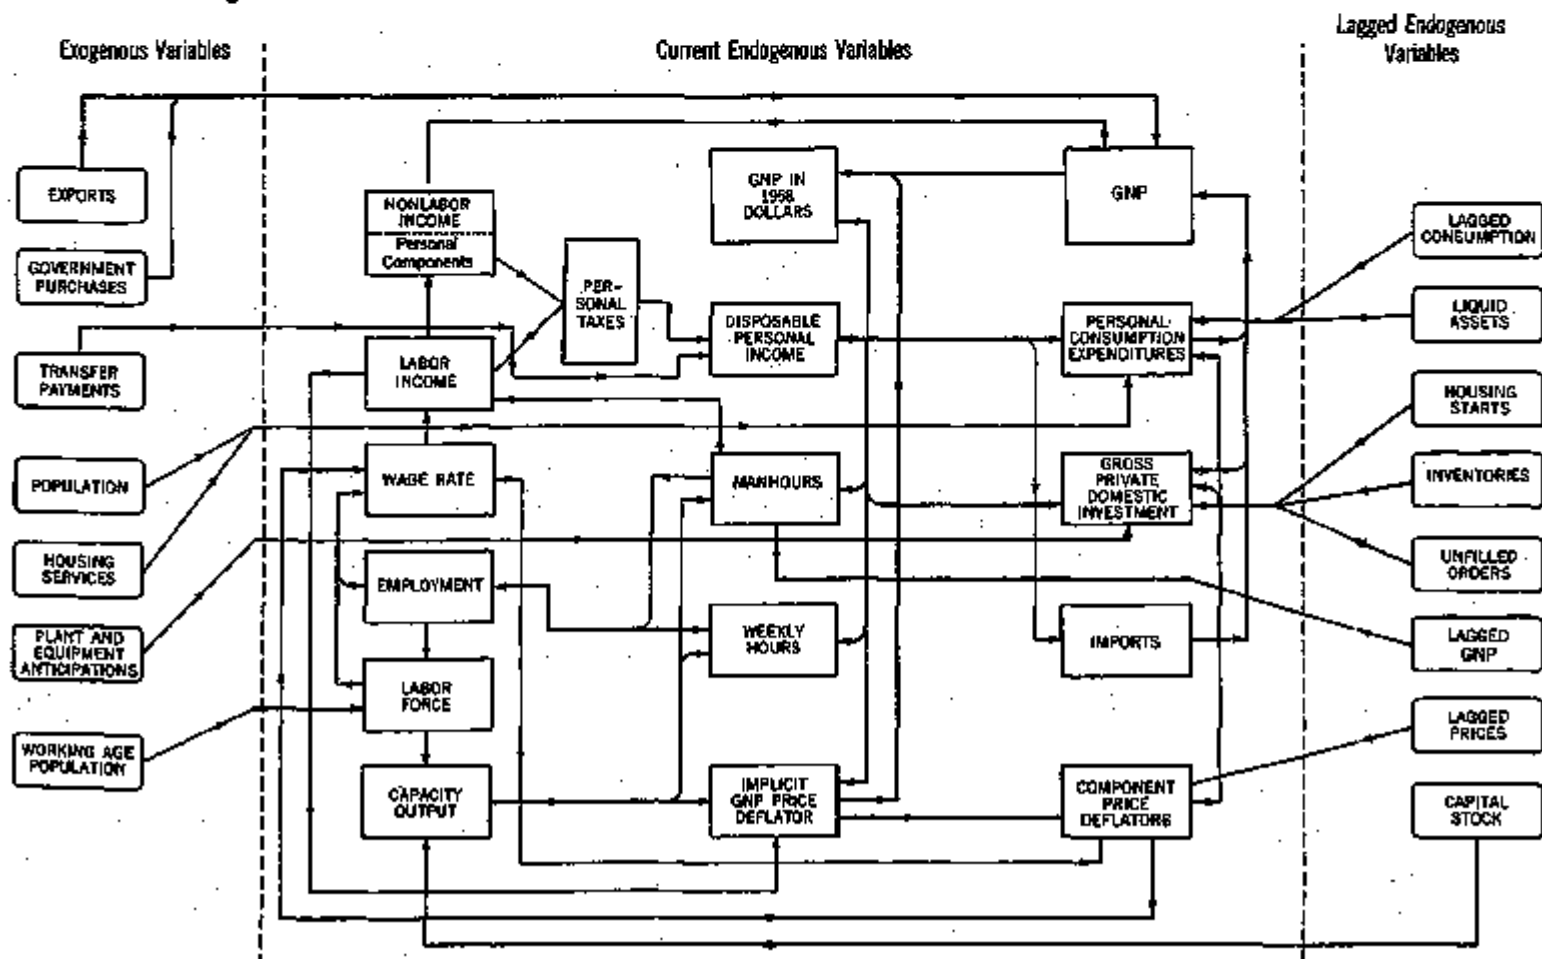 Exogenous Variables
Current Endogenous Variables
Lagged Endogenous
Variables
EXPORTS
GOVERNMENT
PURCHASES
TRANSFER
PAYMENTS
POPULATION
HOUSING
SERVICES
PLANT AND
EQUIPMENT
ANTICIPATIONS
WORKING AGE
POPULATION
NONLABOR
INCOME
Personal
Components
LABOR
INCOME
WAGE RATE
EMPLOYMENT
LABOR
FORCE
CAPACITY
OUTPUT
PER-
SONAL
TAXES
GNP IN
1958
DOLLARS
DISPOSABLE
PERSONAL
INCOME
MANHOURS
WEEKLY
HOURS
IMPLICIT
GNP PRICE
DEFLATOR
GNP
PERSONAL
CONSUMPTION
EXPENDITURES
GROSS
PRIVATE
DOMESTIC
INVESTMENT
IMPORTS
COMPONENT
PRICE
DEFLATORS
LAGGED
CONSUMPTION
LIQUID
ASSETS
HOUSING
STARTS
INVENTORIES
UNFILLED
ORDERS
LAGGED
GNP
LAGGED
PRICES
CAPITAL
STOCK